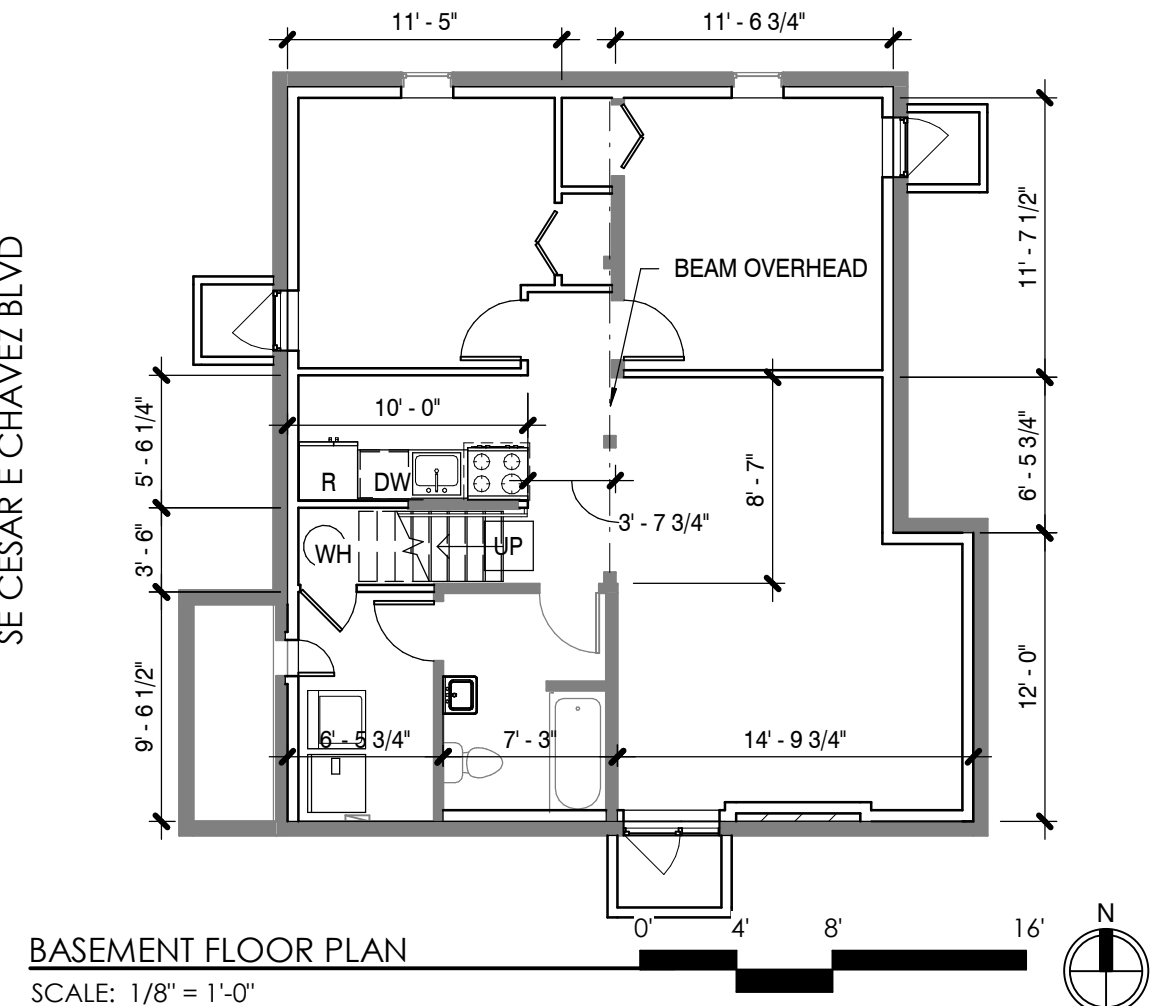 11' - 5"
11' - 6 3/4"
SE CESAR E CHAVEZ BLVD
11' - 7 1/2"
BEAM OVERHEAD
5' - 6 1/4"
10' - 0"
6' - 5 3/4"
R
DW
8' - 7"
3' - 7 3/4"
3' - 6"
WH
UP
9' - 6 1/2"
12' - 0"
6' - 5 3/4"
7' - 3"
14' - 9 3/4"
0'
4'
8'
16'
N
BASEMENT FLOOR PLAN
SCALE: 1/8" = 1'-0"